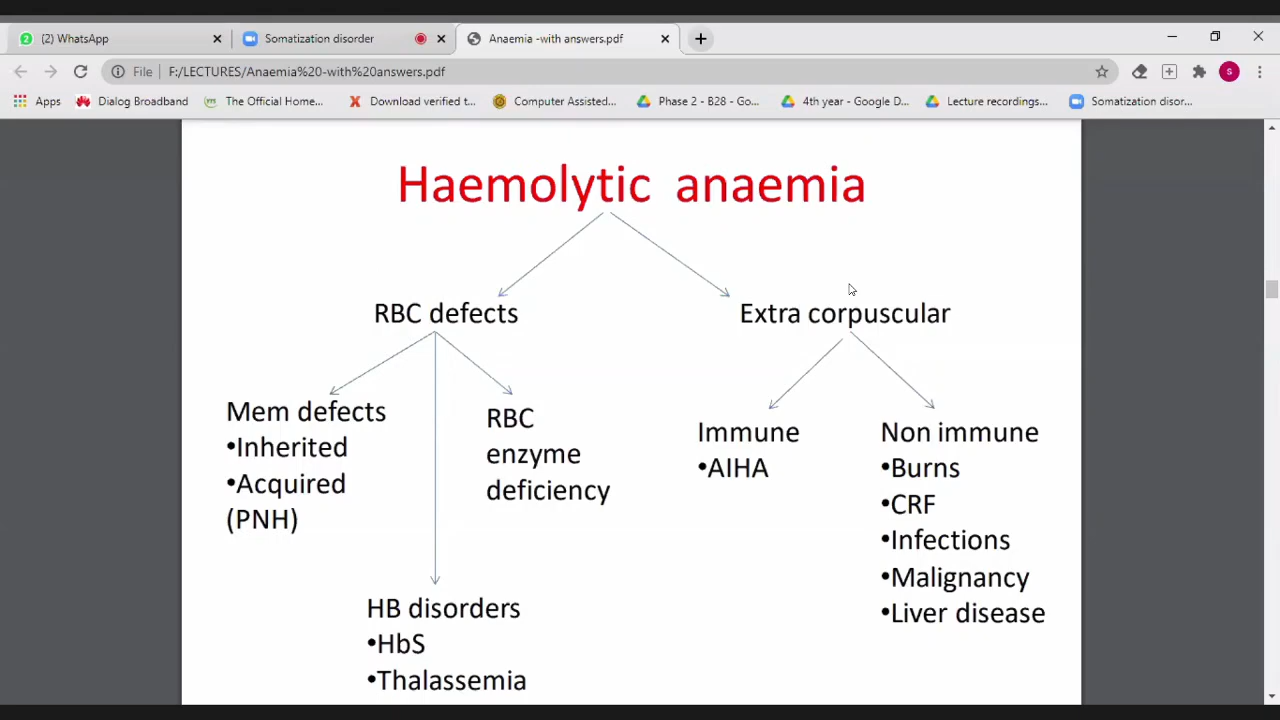 (2) WhatsApp
Somatization disorder
Anaemia -with answers.pdf
File
F:/LECTURES/Anaemia%20-with%20answers.pdf
S
Apps
Dialog Broadband
The Official Home...
Download verified t...
Computer Assisted...
Phase 2 - B28 - Go...
4th year - Google D...
Lecture recordings...
Somatization disor...
Haemolytic anaemia
RBC defects
Extra corpuscular
Mem defects
•Inherited
•Acquired
(PNH)
RBC
enzyme
deficiency
HB disorders
•HbS
•Thalassemia
Immune
•AIHA
Non immune
•Burns
•CRF
•Infections
•Malignancy
•Liver disease